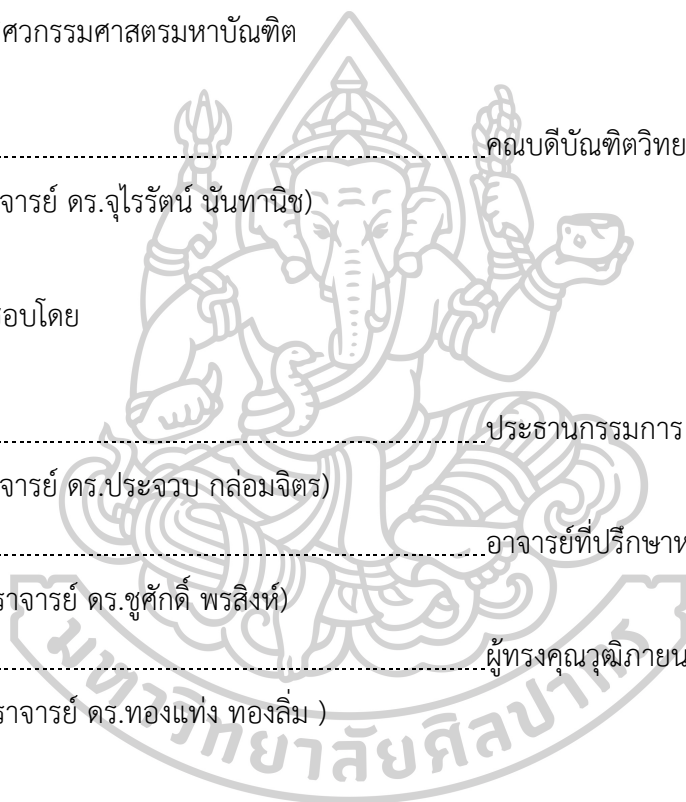 ศวกรรมศาสตรมหาบัณฑิต
คณบดีบัณฑิตวิทย
จารย์ ดร.จุไรรัตน์ นันทานิช)
อบโดย
ประธานกรรมการ
จารย์ ดร.ประจวบ กล่อมจิตร)
อาจารย์ที่ปรึกษาห
ราจารย์ ดร.ชูศักดิ์ พรสิงห์)
ผู้ทรงคุณวุฒิภายน
ราจารย์ ดร.ทองแท่ง ทองลิ่ม )
มหาวิทยาลัยศิลปากร